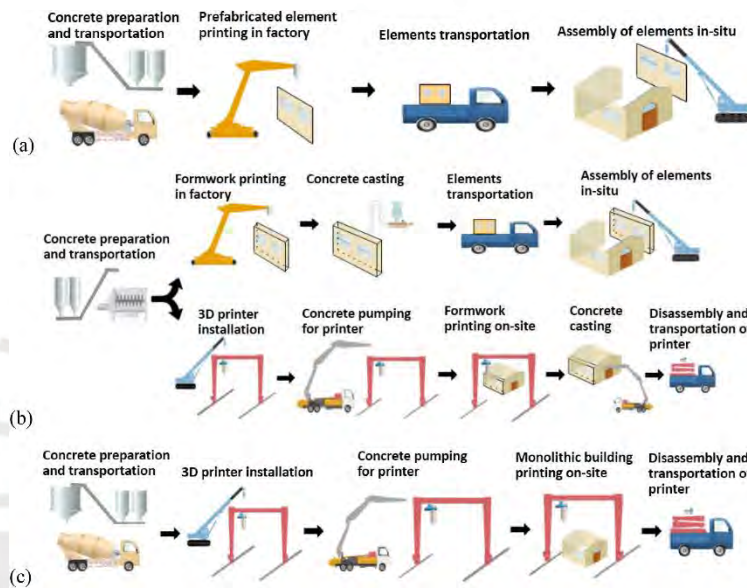 Concrete preparation
and transportation
Prefabricated element
printing in factory
Elements transportation
Assembly of elements in-situ
(a)
Formwork printing
in factory
Concrete casting
Elements
transportation
Assembly of elements
in-situ
Concrete preparation
and transportation
3D printer
installation
Concrete pumping
for printer
Formwork
printing on-site
Concrete
casting
Disassembly and
transportation o
printer
(b)
Concrete preparation
and transportation
3D printer installation
Concrete pumping
for printer
Monolithic building
printing on-site
Disassembly and
transportation o
printer
(c)